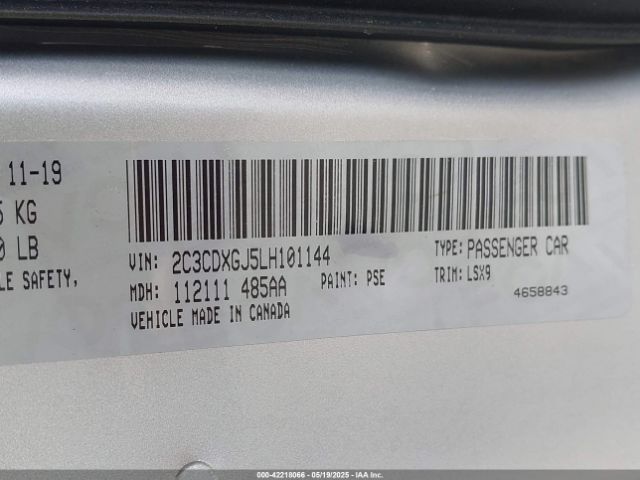 11-19
KG
LB
LE SAFETY,
VIN: 2C3CDXGJ5LH101144
TYPE: PASSENGER CAR
MDH: 112111 485AA
PAINT: PSE
TRIM: LSX9
VEHICLE MADE IN CANADA
4658843
000-42218066 - 05/19/2025 - IAA Inc. Copyright